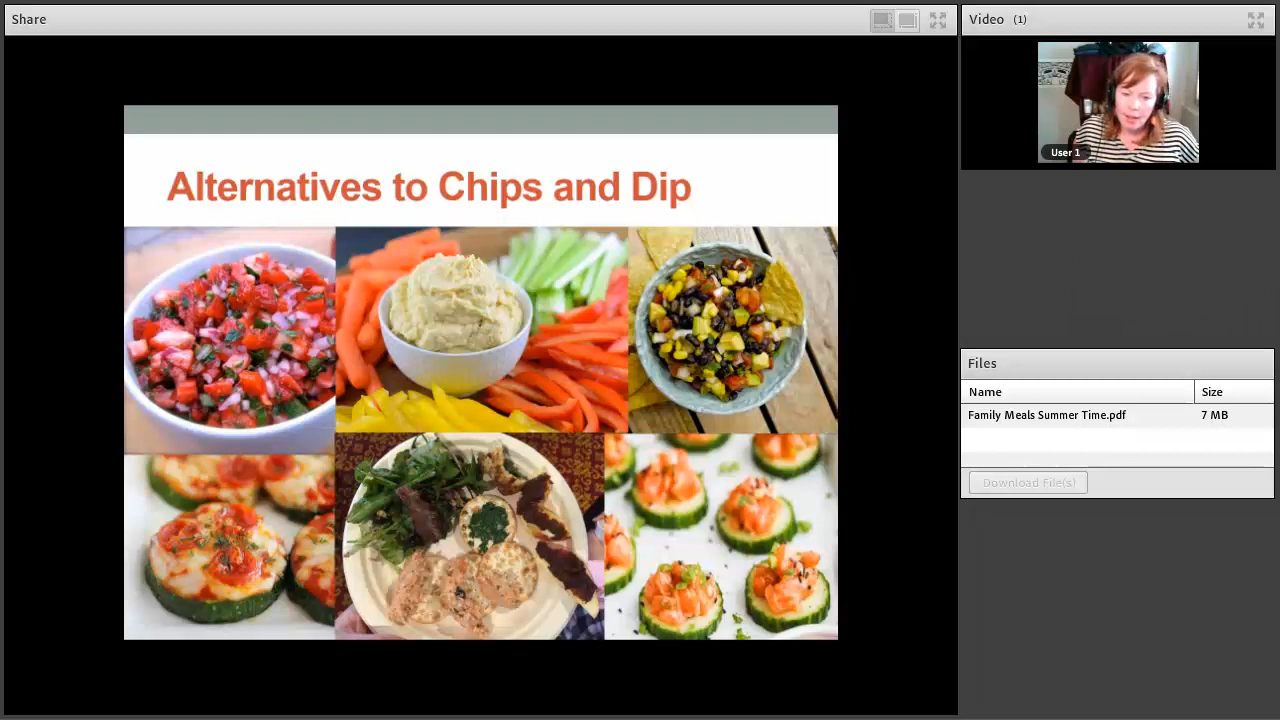 Share
Video (1)
User 1
Alternatives to Chips and Dip
Files
Name Size
Family Meals Summer Time.pdf 7 MB
Download File(s)